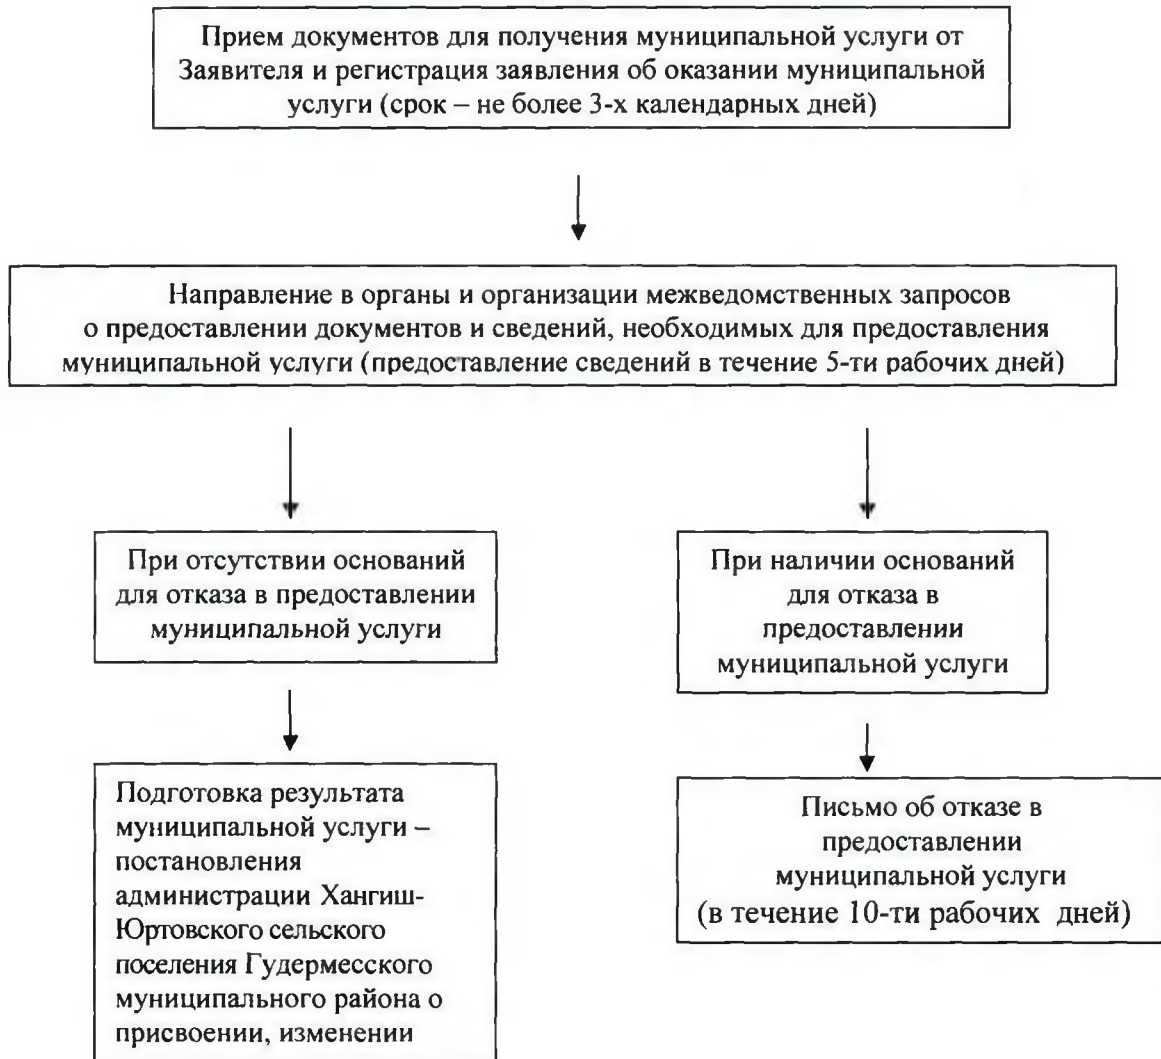 Прием документов для получения муниципальной услуги от
Заявителя и регистрация заявления об оказании муниципальной
услуги (срок – не более 3-х календарных дней)
Направление в органы и организации межведомственных запросов
о предоставлении документов и сведений, необходимых для предоставления
муниципальной услуги (предоставление сведений в течение 5-ти рабочих дней)
При отсутствии оснований
для отказа в предоставлении
муниципальной услуги
При наличии оснований
для отказа в
предоставлении
муниципальной услуги
Подготовка результата
муниципальной услуги –
постановления
администрации Хангиш-
Юртовского сельского
поселения Гудермесского
муниципального района о
присвоении, изменении
Письмо об отказе в
предоставлении
муниципальной услуги
(в течение 10-ти рабочих дней)